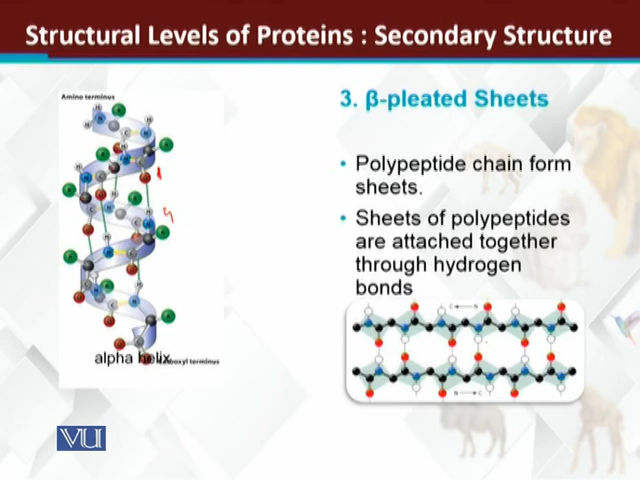 Structural Levels of Proteins : Secondary Structure
Amino terminus
3. β-pleated Sheets
• Polypeptide chain form
sheets.
• Sheets of polypeptides
are attached together
through hydrogen
bonds
alpha helix
VU